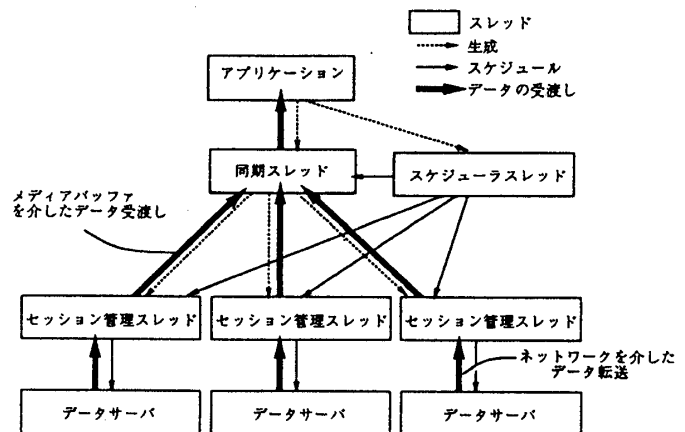 スレッド
生成
スケジュール
データの受渡し
アプリケーション
同期スレッド
スケジューラスレッド
メディアバッファ
を介したデータ受渡し
セッション管理スレッド
セッション管理スレッド
セッション管理スレッド
ネットワークを介した
データ転送
データサーバ
データサーバ
データサーバ